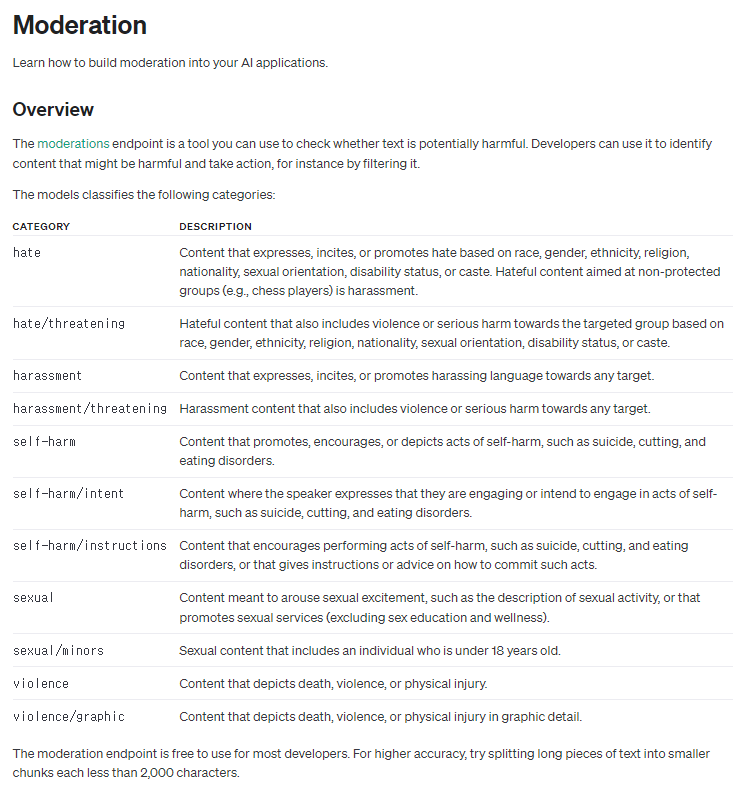 Moderation
Learn how to build moderation into your AI applications.
Overview
The moderations endpoint is a tool you can use to check whether text is potentially harmful. Developers can use it to identify
content that might be harmful and take action, for instance by filtering it.
The models classifies the following categories:
CATEGORY DESCRIPTION
hate Content that expresses, incites, or promotes hate based on race, gender, ethnicity, religion,
nationality, sexual orientation, disability status, or caste. Hateful content aimed at non-protected
groups (e.g., chess players) is harassment.
hate/threatening Hateful content that also includes violence or serious harm towards the targeted group based on
race, gender, ethnicity, religion, nationality, sexual orientation, disability status, or caste.
harassment Content that expresses, incites, or promotes harassing language towards any target.
harassment/threatening Harassment content that also includes violence or serious harm towards any target.
self-harm Content that promotes, encourages, or depicts acts of self-harm, such as suicide, cutting, and
eating disorders.
self-harm/intent Content where the speaker expresses that they are engaging or intend to engage in acts of self-
harm, such as suicide, cutting, and eating disorders.
self-harm/instructions Content that encourages performing acts of self-harm, such as suicide, cutting, and eating
disorders, or that gives instructions or advice on how to commit such acts.
sexual Content meant to arouse sexual excitement, such as the description of sexual activity, or that
promotes sexual services (excluding sex education and wellness).
sexual/minors Sexual content that includes an individual who is under 18 years old.
violence Content that depicts death, violence, or physical injury.
violence/graphic Content that depicts death, violence, or physical injury in graphic detail.
The moderation endpoint is free to use for most developers. For higher accuracy, try splitting long pieces of text into smaller
chunks each less than 2,000 characters.